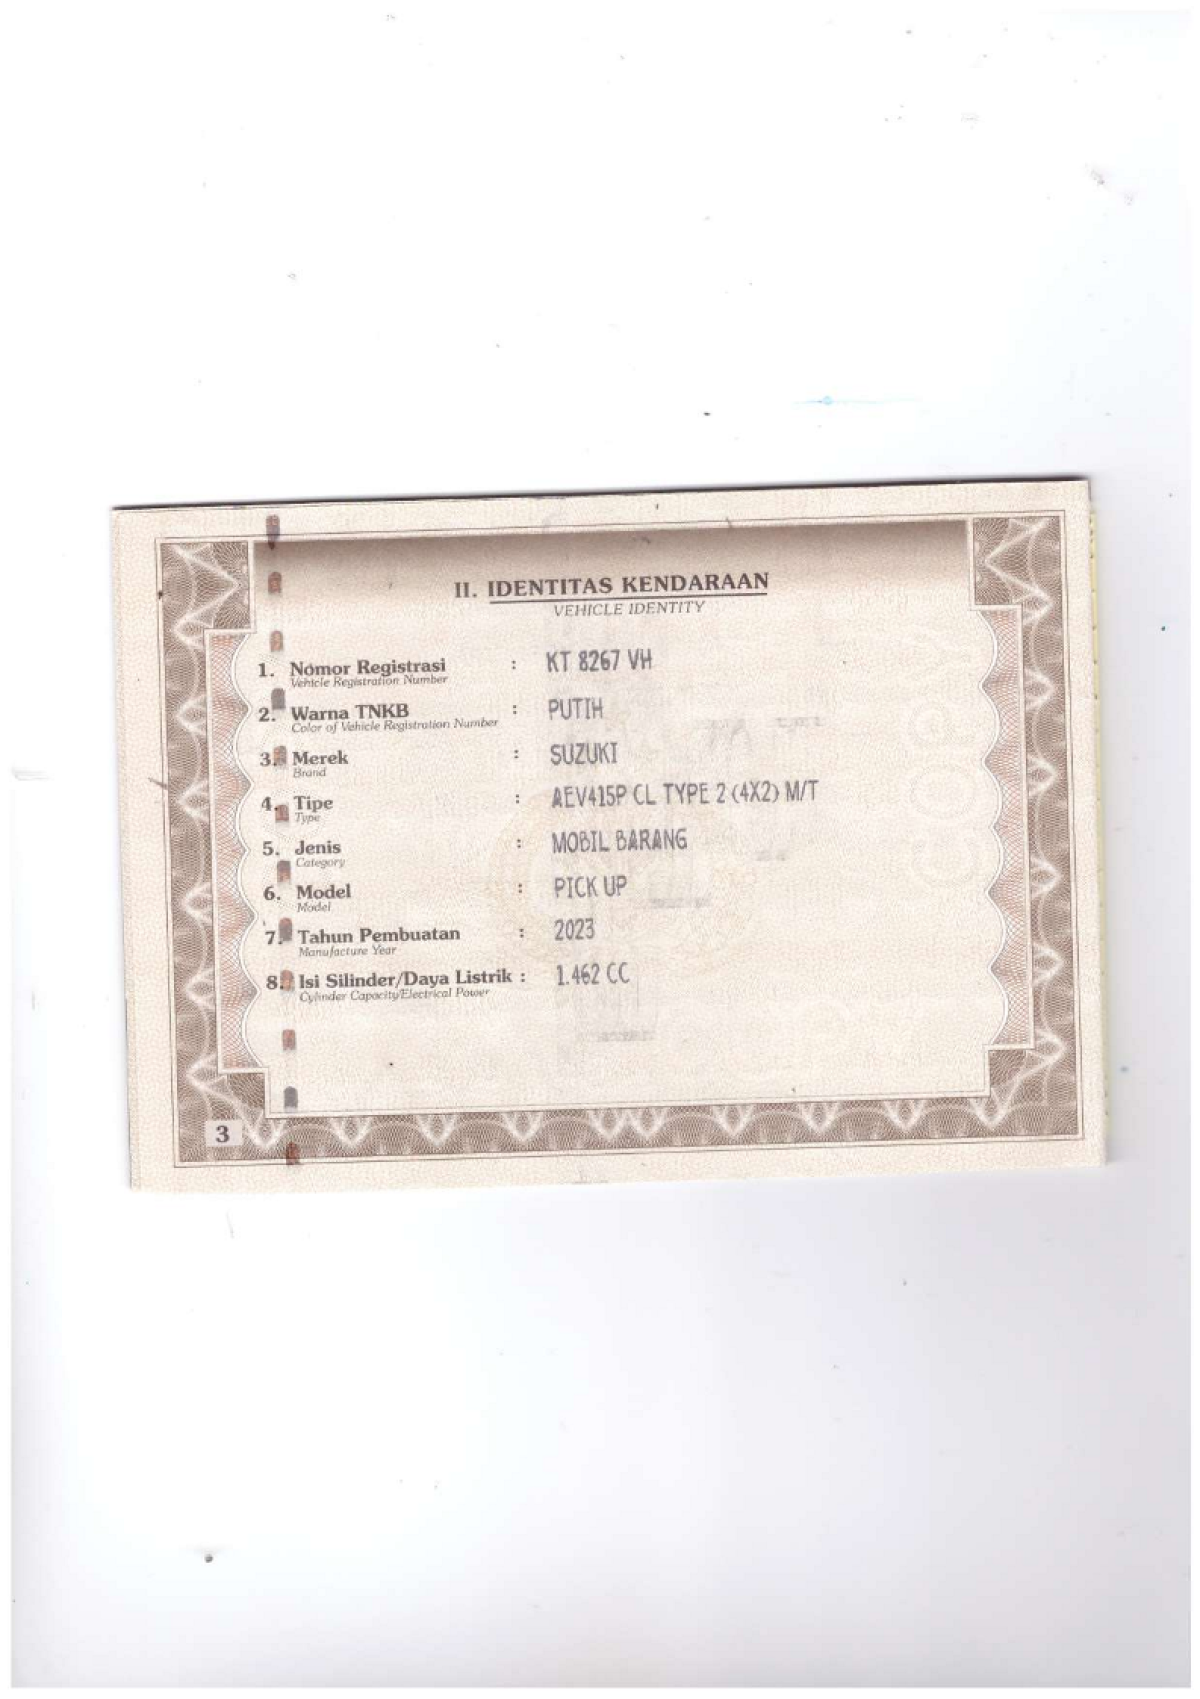 II. IDENTITAS KENDARAAN
VEHICLE IDENTITY
1. Nomor Registrasi : KT 8267 VH
Vehicle Registration Number
2. Warna TNKB : PUTIH
Color of Vehicle Registration Number
3. Merek : SUZUKI
Brand
4. Tipe : AEV415P CL TYPE 2 (4X2) M/T
Type
5. Jenis : MOBIL BARANG
Category
6. Model : PICK UP
Model
7. Tahun Pembuatan : 2023
Manufacture Year
8. Isi Silinder/Daya Listrik : 1.462 CC
Cylinder Capacity/Electrical Power
3
COPY